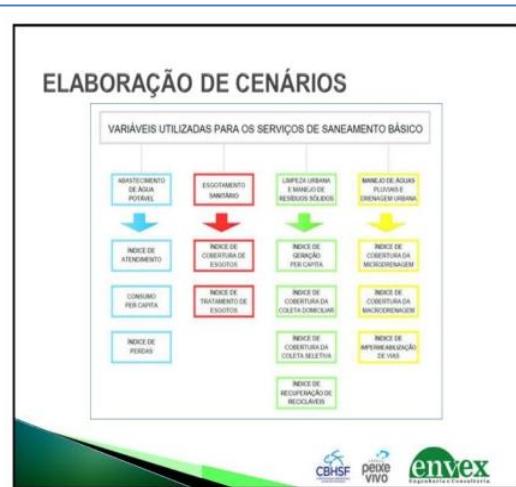 ELABORAÇÃO DE CENÁRIOS
VARIÁVEIS UTILIZADAS PARA OS SERVIÇOS DE SANEAMENTO BÁSICO
ABASTECIMENTO
DE ÁGUA
POTÁVEL
ÍNDICE DE
ATENDIMENTO
CONSUMO
PER CAPITA
ÍNDICE DE
PERDAS
ESGOTAMENTO
SANITÁRIO
ÍNDICE DE
COBERTURA DE
ESGOTOS
ÍNDICE DE
TRATAMENTO DE
ESGOTOS
LIMPEZA URBANA
E MANEJO DE
RESÍDUOS SÓLIDOS
ÍNDICE DE
GERAÇÃO
PER CAPITA
ÍNDICE DE
COBERTURA DA
COLETA DOMICILIAR
ÍNDICE DE
COBERTURA DA
COLETA SELETIVA
ÍNDICE DE
RECUPERAÇÃO DE
RECICLÁVEIS
MANEJO DE ÁGUAS
PLUVIAIS E
DRENAGEM URBANA
ÍNDICE DE
COBERTURA DA
MICRODRENAGEM
ÍNDICE DE
COBERTURA DA
MACRODRENAGEM
ÍNDICE DE
IMPERMEABILIZAÇÃO
DE VIAS
CBHSF
peixe
vivo
envex
Engenharia e Consultoria